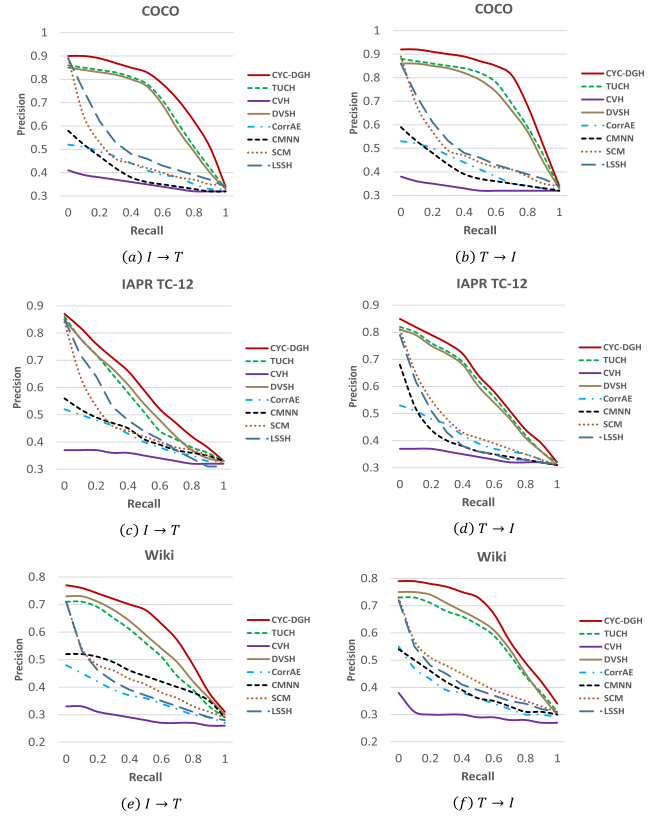 COCO
1
0.9
0.8
0.7
0.6
0.5
0.4
0.3
Precision
0 0.2 0.4 0.6 0.8 1
Recall
CYC-DGH
TUCH
CVH
DVSH
CorrAE
CMNN
SCM
LSSH
(a) I → T
COCO
1
0.9
0.8
0.7
0.6
0.5
0.4
0.3
Precision
0 0.2 0.4 0.6 0.8 1
Recall
CYC-DGH
TUCH
CVH
DVSH
CorrAE
CMNN
SCM
LSSH
(b) T → I
IAPR TC-12
0.9
0.8
0.7
0.6
0.5
0.4
0.3
Precision
0 0.2 0.4 0.6 0.8 1
Recall
CYC-DGH
TUCH
CVH
DVSH
CorrAE
CMNN
SCM
LSSH
(c) I → T
IAPR TC-12
0.9
0.8
0.7
0.6
0.5
0.4
0.3
Precision
0 0.2 0.4 0.6 0.8 1
Recall
CYC-DGH
TUCH
CVH
DVSH
CorrAE
CMNN
SCM
LSSH
(d) T → I
Wiki
0.8
0.7
0.6
0.5
0.4
0.3
0.2
Precision
0 0.2 0.4 0.6 0.8 1
Recall
CYC-DGH
TUCH
CVH
DVSH
CorrAE
CMNN
SCM
LSSH
(e) I → T
Wiki
0.8
0.7
0.6
0.5
0.4
0.3
0.2
Precision
0 0.2 0.4 0.6 0.8 1
Recall
CYC-DGH
TUCH
CVH
DVSH
CorrAE
CMNN
SCM
LSSH
(f) T → I